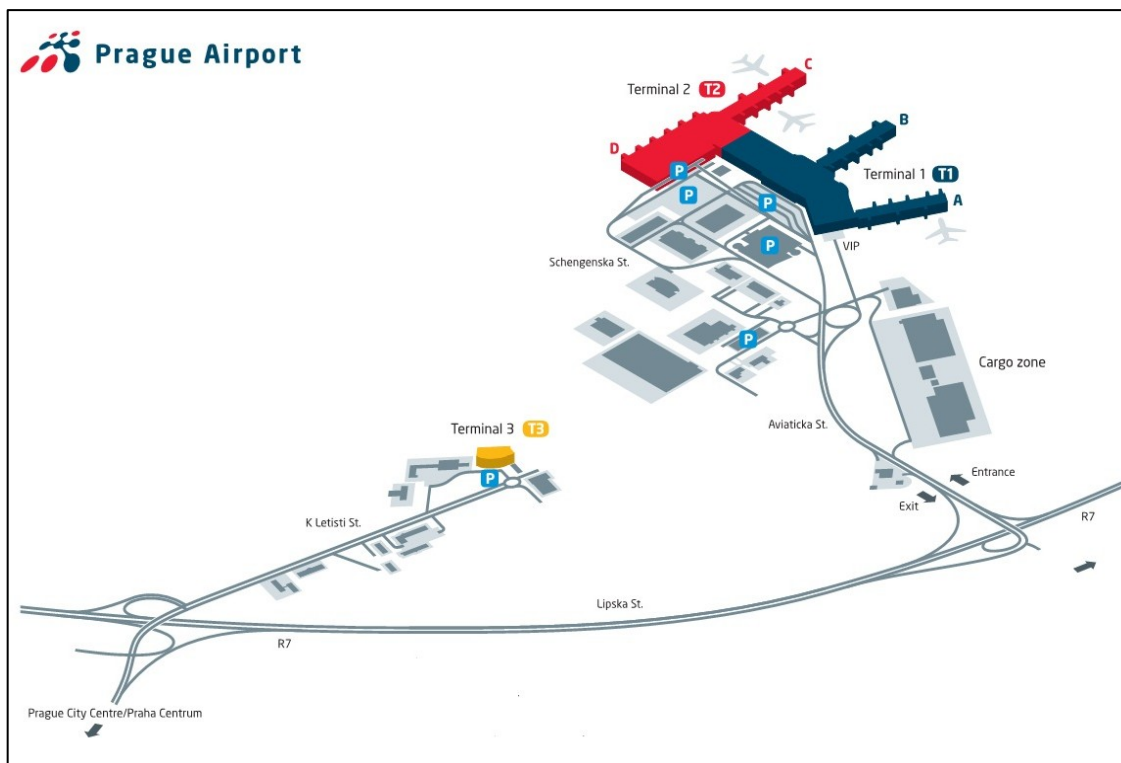 Prague Airport
C
Terminal 2 T2
B
D
P
Terminal 1 T1
P
P
A
P
VIP
Schengenska St.
P
Cargo zone
Aviaticka St.
Terminal 3 T3
Entrance
P
Exit
R7
K Letisti St.
Lipska St.
R7
Prague City Centre/Praha Centrum